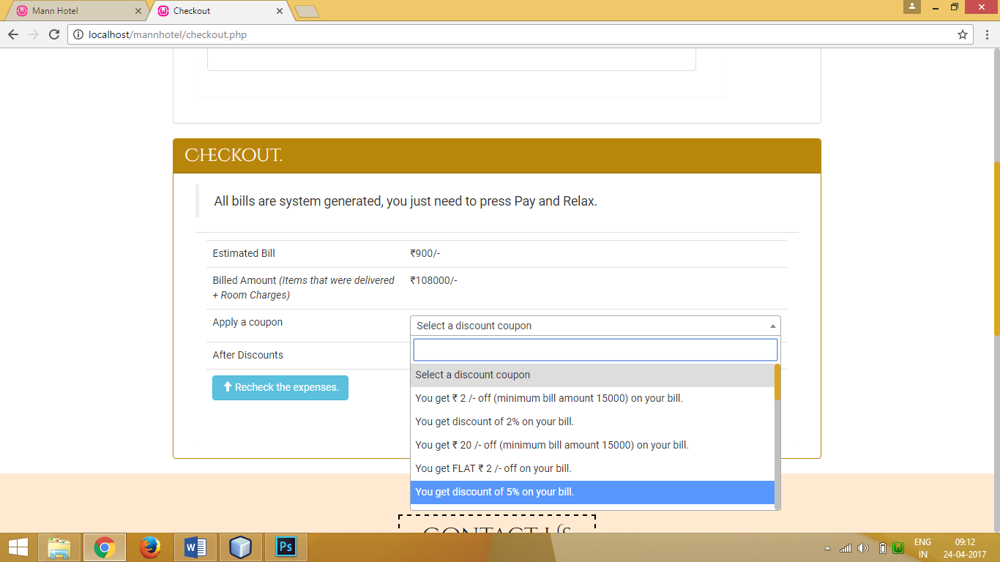 Mann Hotel
Checkout
localhost/mannhotel/checkout.php
CHECKOUT.
All bills are system generated, you just need to press Pay and Relax.
Estimated Bill ₹900/-
Billed Amount (Items that were delivered
+ Room Charges) ₹108000/-
Apply a coupon
Select a discount coupon
After Discounts
Recheck the expenses.
Select a discount coupon
You get ₹ 2 /- off (minimum bill amount 15000) on your bill.
You get discount of 2% on your bill.
You get ₹ 20 /- off (minimum bill amount 15000) on your bill.
You get FLAT ₹ 2 /- off on your bill.
You get discount of 5% on your bill.
CONTACT US
Ps
ENG
IN
09:12
24-04-2017